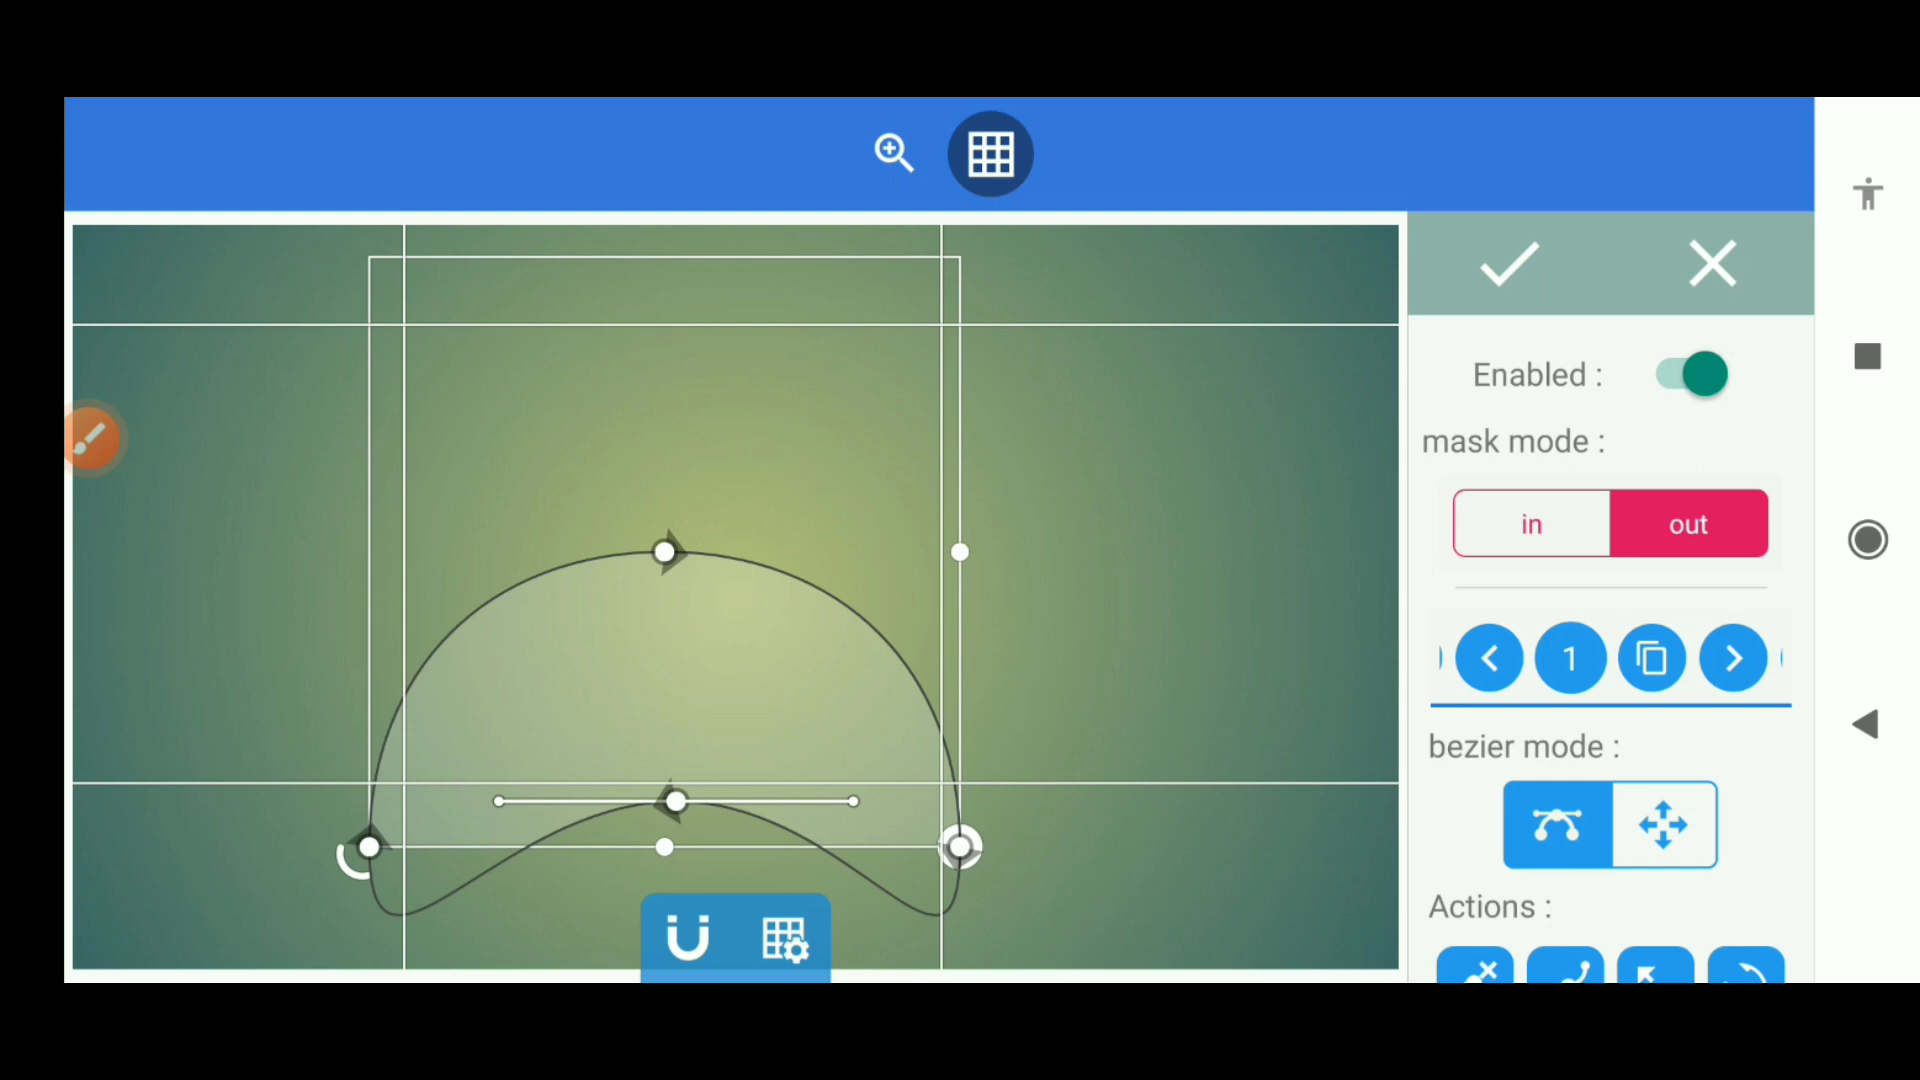 Enabled :
mask mode :
in out
1
bezier mode :
Actions :